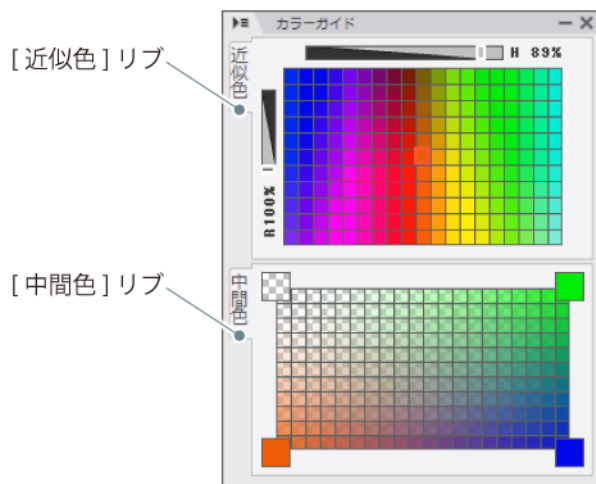 カラーガイド
[ 近似色 ] リブ
近似色
H 89%
R100%
[ 中間色 ] リブ
中間色